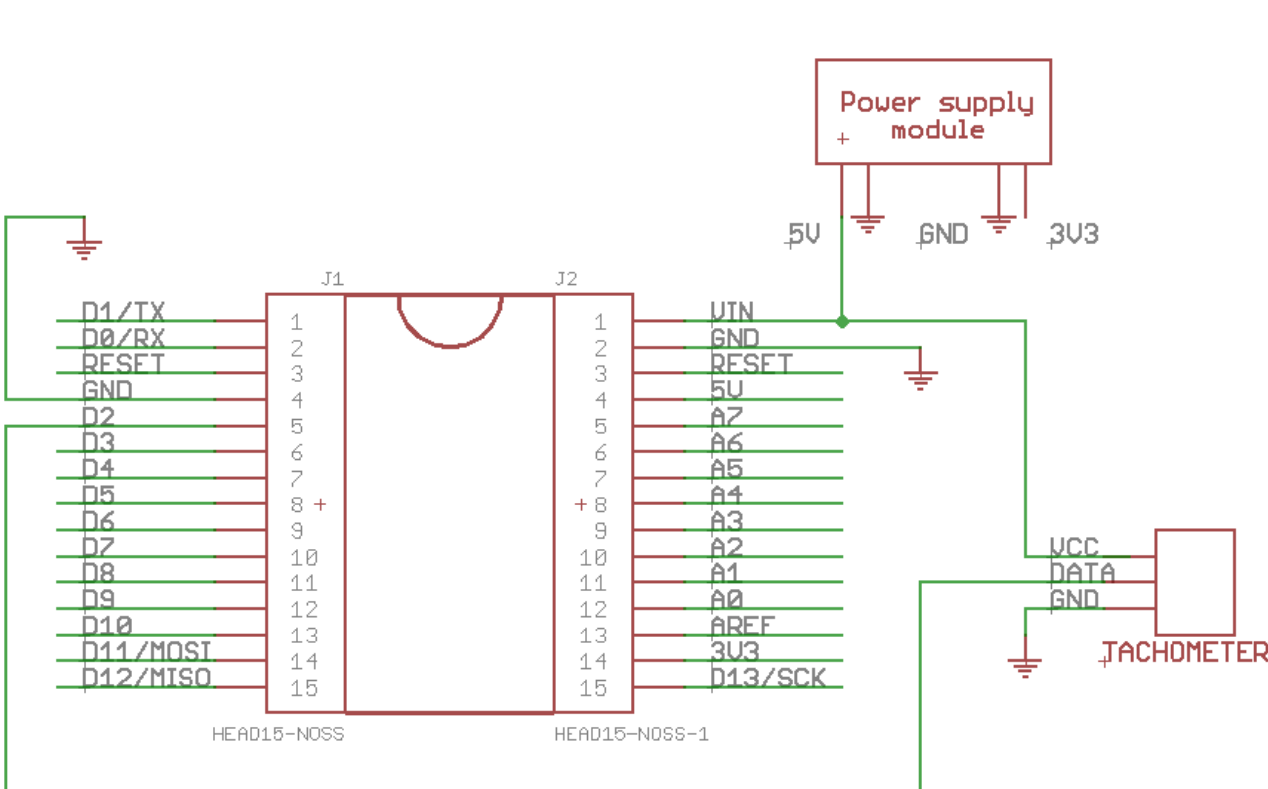 Power supply
module
5V GND 3V3
J1 J2
D1/TX 1 1 VIN
D0/RX 2 2 GND
RESET 3 3 RESET
GND 4 4 5V
D2 5 5 A7
D3 6 6 A6
D4 7 7 A5
D5 8 8 A4
D6 9 9 A3
D7 10 10 A2 VCC
D8 11 11 A1 DATA
D9 12 12 A0 GND
D10 13 13 AREF
D11/MOSI 14 14 3V3 TACHOMETER
D12/MISO 15 15 D13/SCK
HEAD15-NOSS HEAD15-NOSS-1